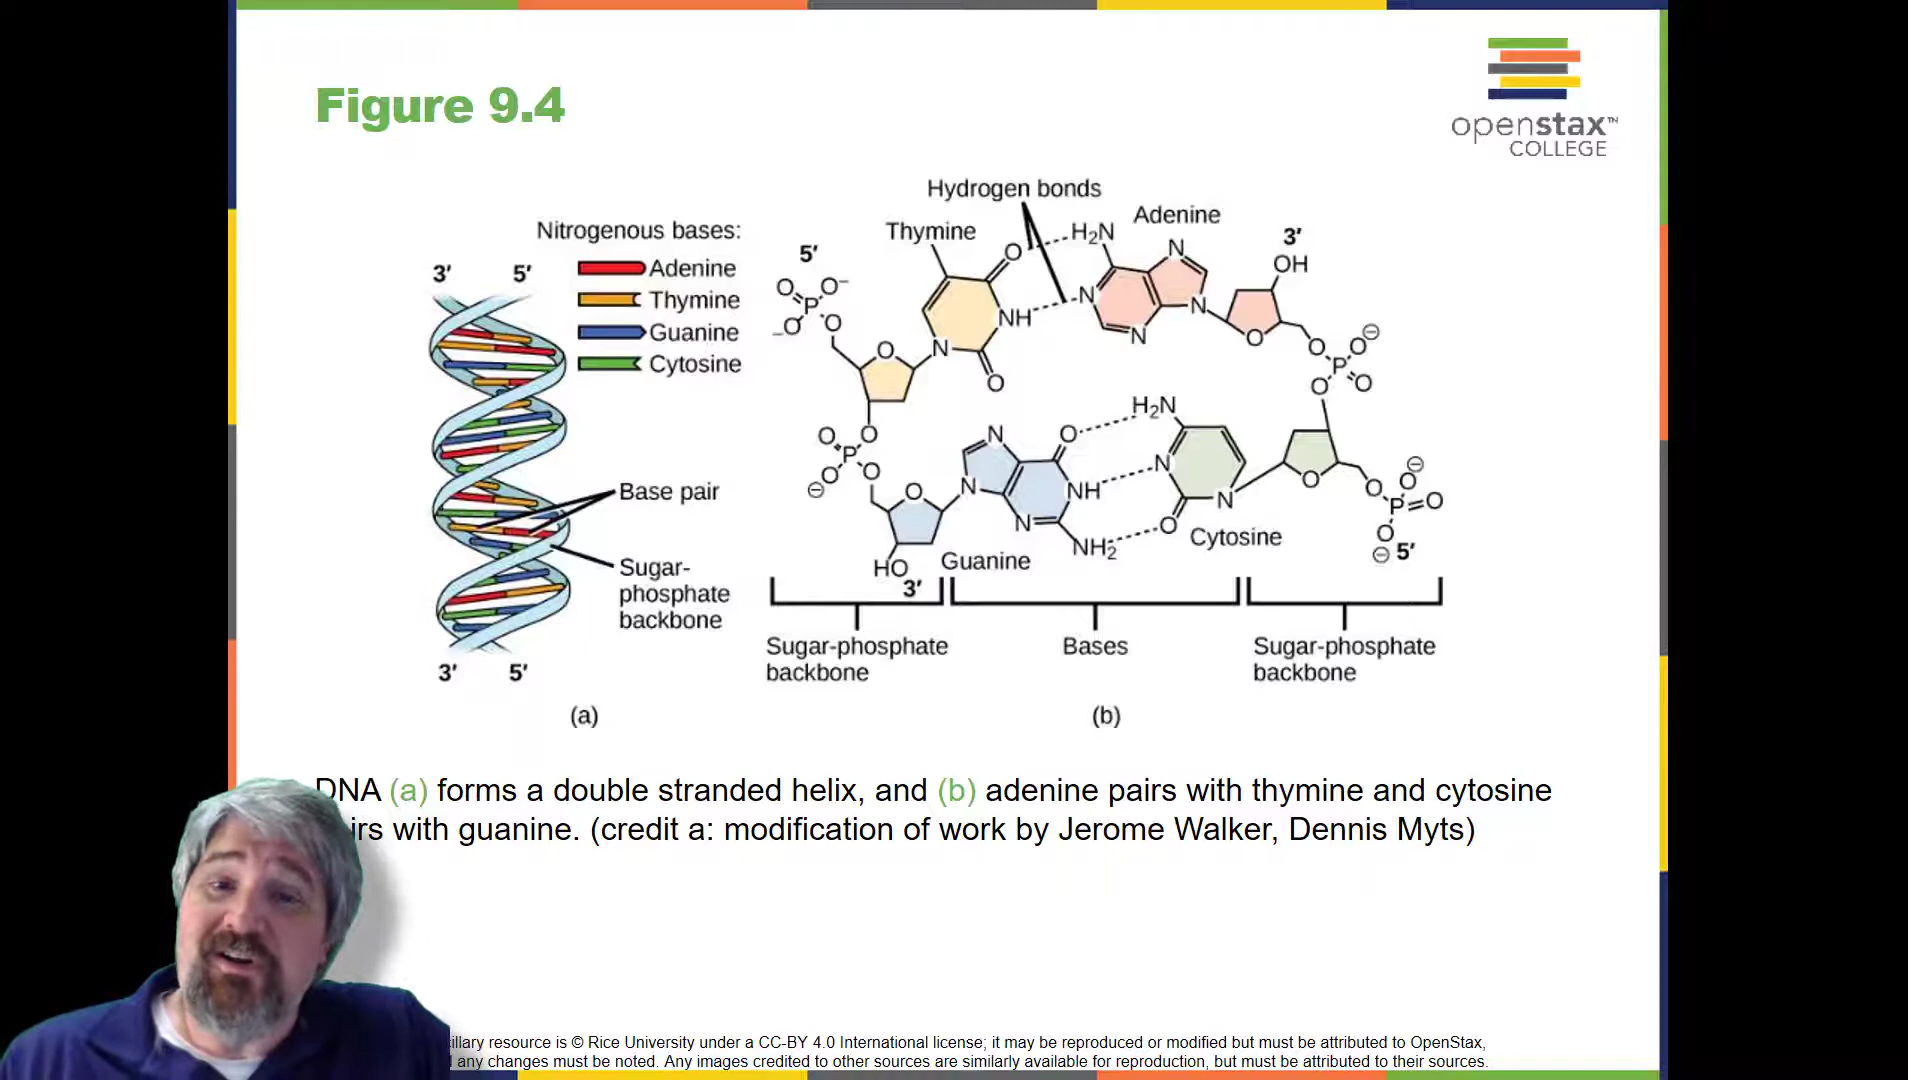 Figure 9.4
openstax™
COLLEGE
Nitrogenous bases:
Adenine
Thymine
Guanine
Cytosine
3′ 5′
Base pair
Sugar-
phosphate
backbone
3′ 5′
(a)
Hydrogen bonds
Thymine
Adenine
5′
3′
O
H₂N
N
OH
O
O⁻
P
⁻O
O
NH
N
N
N
N
O
O
O
P
O
O
O
N
O
H₂N
O
O
P
O
O
N
O
N
NH
N
O
N
N
NH₂
O
Cytosine
O
O
P
O
O
5′
HO
3′
Guanine
Sugar-phosphate
backbone
Bases
Sugar-phosphate
backbone
(b)
DNA (a) forms a double stranded helix, and (b) adenine pairs with thymine and cytosine
with guanine. (credit a: modification of work by Jerome Walker, Dennis Myts)
resource is © Rice University under a CC-BY 4.0 International license; it may be reproduced or modified but must be attributed to OpenStax,
any changes must be noted. Any images credited to other sources are similarly available for reproduction, but must be attributed to their sources.